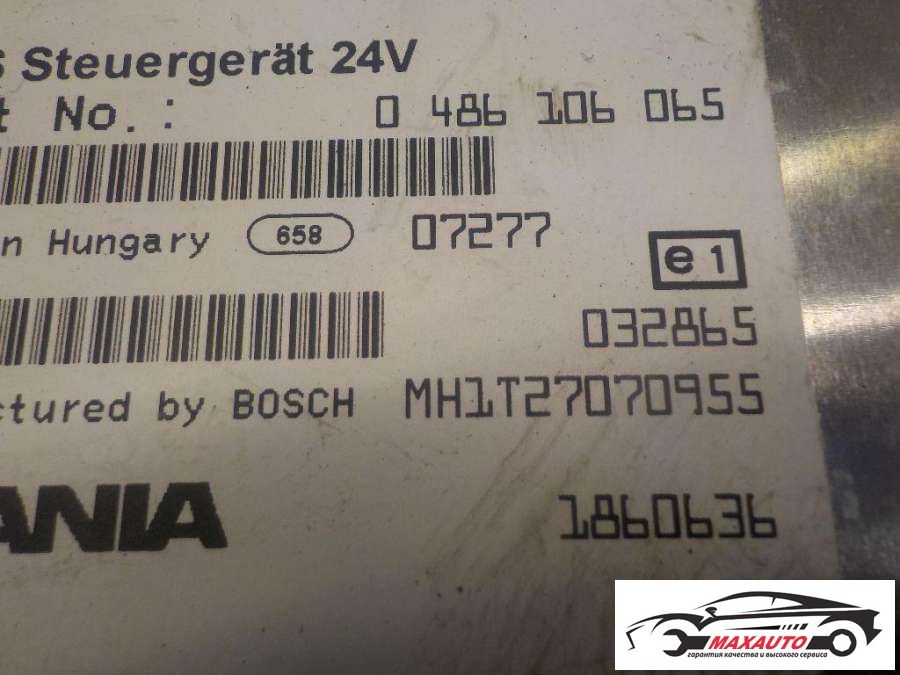 S Steuergerät 24V
t No.: 0 486 106 065
n Hungary 658 07277
e1
032865
ctured by BOSCH MH1T27070955
ANIA 1860636
MAXAUTO
гарантия качества и высокого сервиса